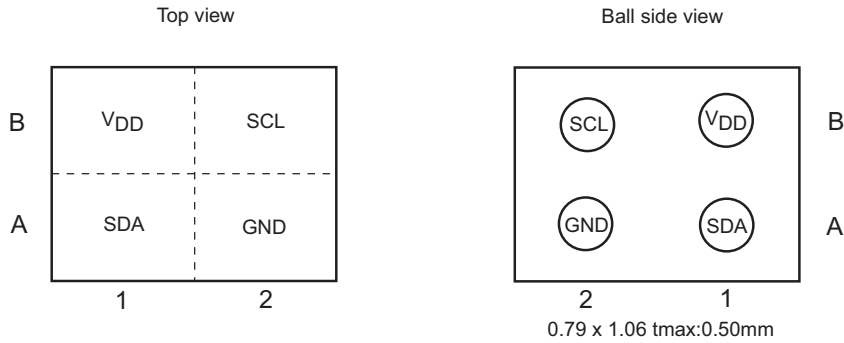 Top view
B
VDD
SCL
A
SDA
GND
1
2
Ball side view
SCL
VDD
B
GND
SDA
A
2
1
0.79 x 1.06 tmax:0.50mm